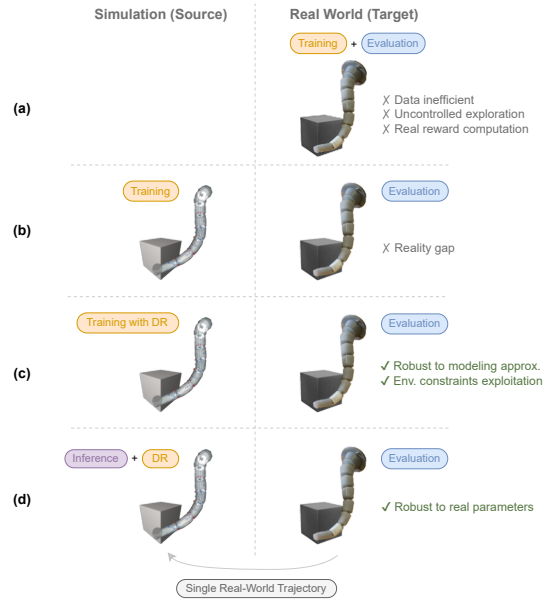 Simulation (Source)
Real World (Target)
Training + Evaluation
(a)
✗ Data inefficient
✗ Uncontrolled exploration
✗ Real reward computation
Training
Evaluation
(b)
✗ Reality gap
Training with DR
Evaluation
(c)
✓ Robust to modeling approx.
✓ Env. constraints exploitation
Inference + DR
Evaluation
(d)
✓ Robust to real parameters
Single Real-World Trajectory